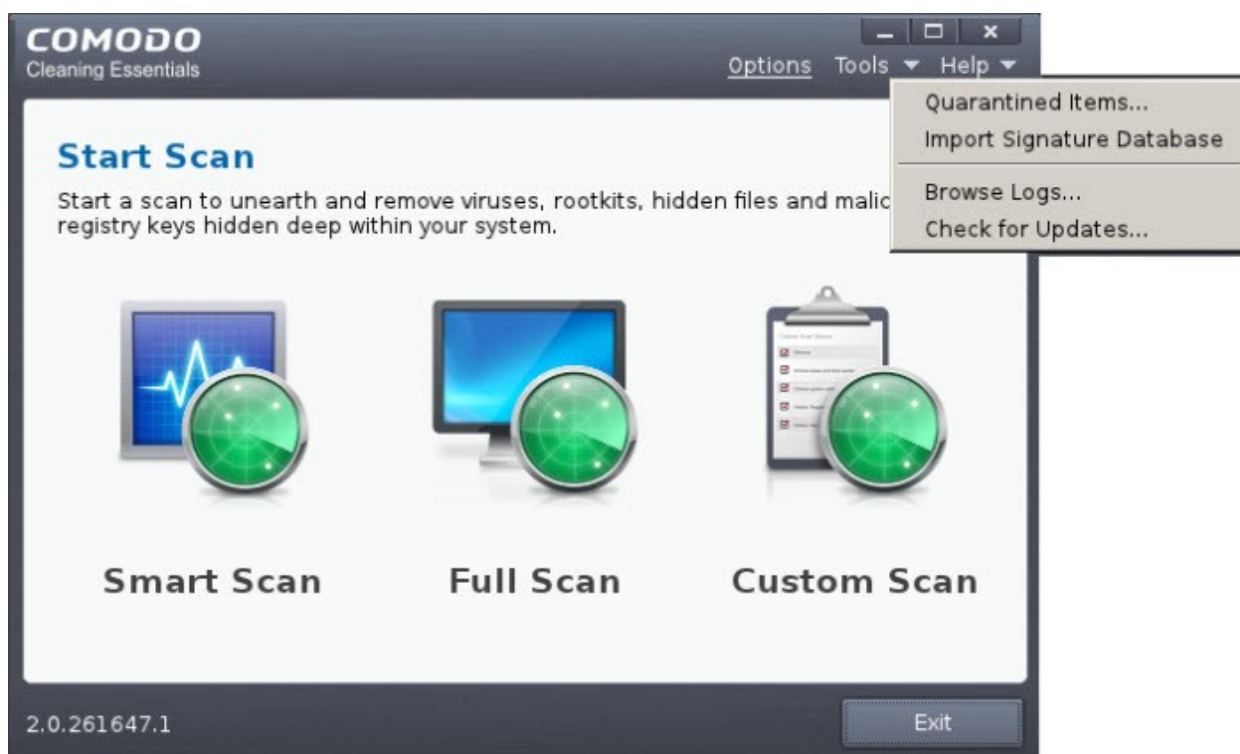 COMODO
Cleaning Essentials
Options Tools Help
Quarantined Items...
Import Signature Database
Browse Logs...
Check for Updates...
Start Scan
Start a scan to unearth and remove viruses, rootkits, hidden files and malic
registry keys hidden deep within your system.
Smart Scan
Full Scan
Custom Scan
2.0.261647.1
Exit